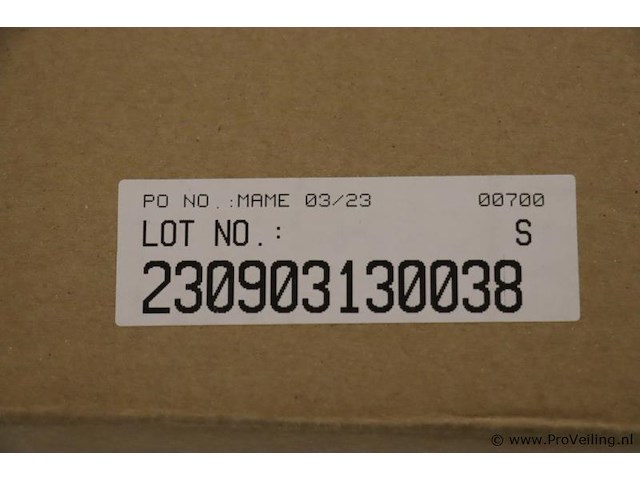 PO NO.:MAME 03/23 00700
LOT NO.: S
230903130038
© www.ProVeiling.nl